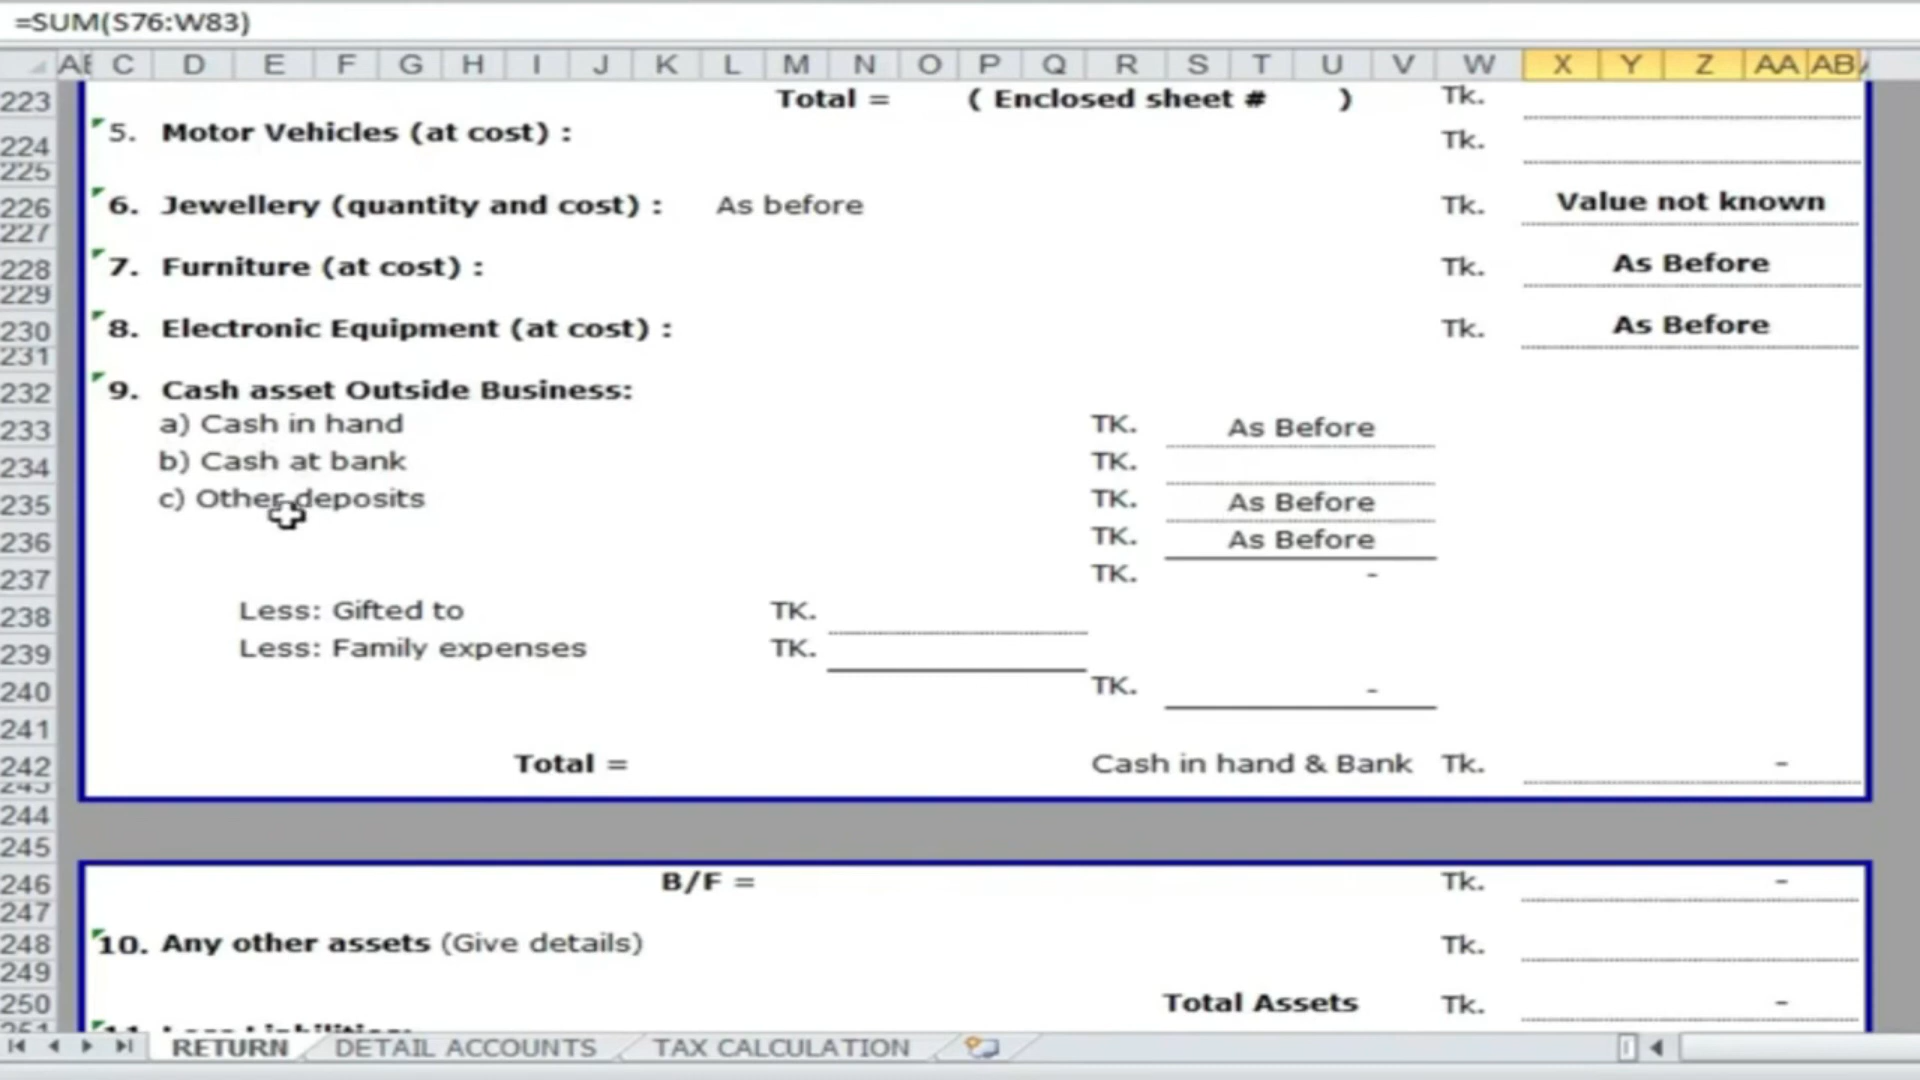 =SUM(S76:W83)
C D E F G H I J K L M N O P Q R S T U V W X Y Z AA AB
223 Total = ( Enclosed sheet # ) Tk.
224 5. Motor Vehicles (at cost) : Tk.
225
226 6. Jewellery (quantity and cost) : As before Tk. Value not known
227
228 7. Furniture (at cost) : Tk. As Before
229
230 8. Electronic Equipment (at cost) : Tk. As Before
231
232 9. Cash asset Outside Business:
233 a) Cash in hand TK. As Before
234 b) Cash at bank TK.
235 c) Other deposits TK. As Before
236 TK. As Before
237 TK. -
238 Less: Gifted to TK.
239 Less: Family expenses TK.
240 TK. -
241
242 Total = Cash in hand & Bank Tk. -
243
244
245
246 B/F = Tk. -
247
248 10. Any other assets (Give details) Tk.
249
250 Total Assets Tk. -
251 11. Less Liabilities:
RETURN DETAIL ACCOUNTS TAX CALCULATION